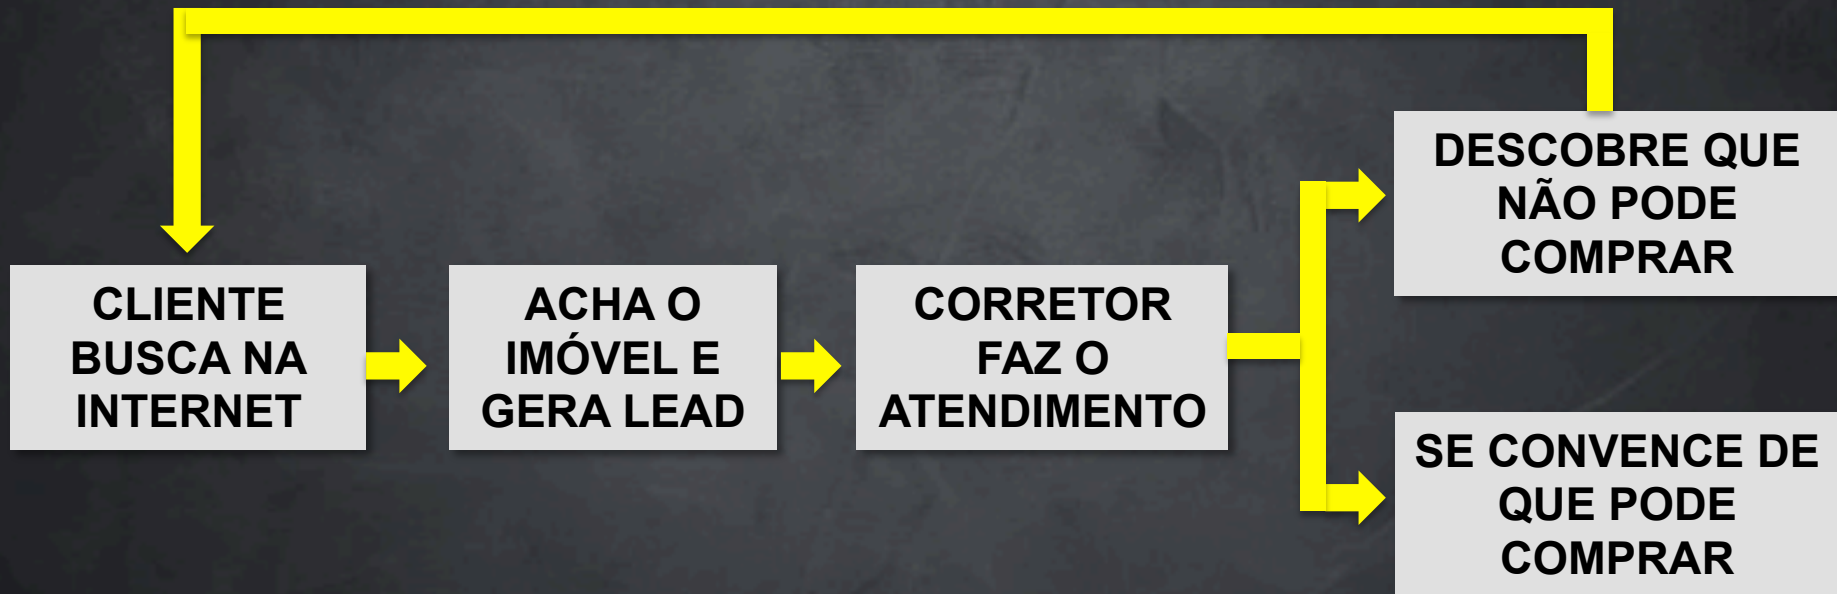 CLIENTE
BUSCA NA
INTERNET
ACHA O
IMÓVEL E
GERA LEAD
CORRETOR
FAZ O
ATENDIMENTO
DESCOBRE QUE
NÃO PODE
COMPRAR
SE CONVENCE DE
QUE PODE
COMPRAR